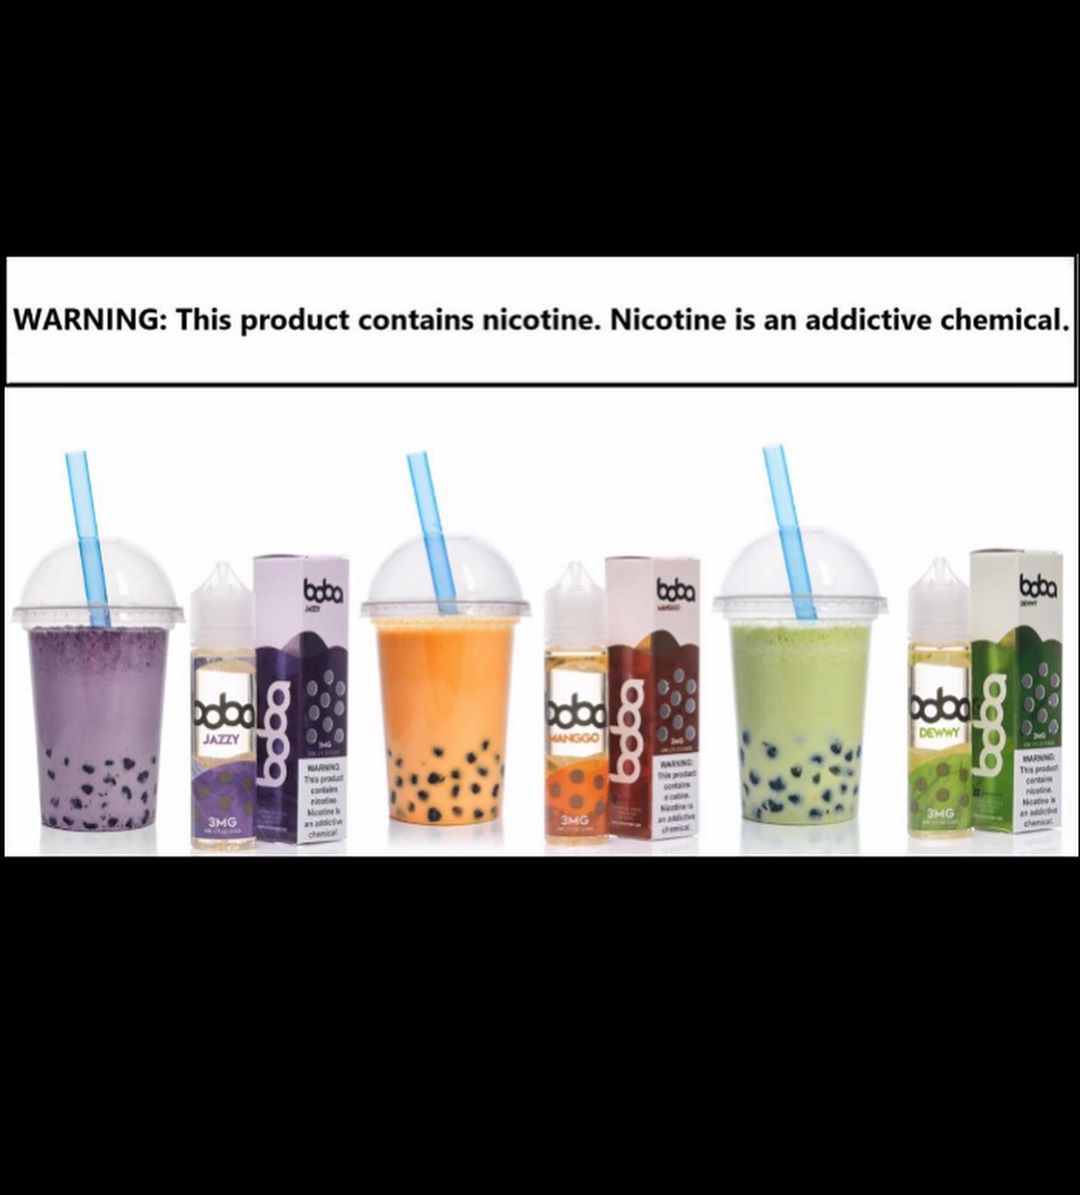 WARNING: This product contains nicotine. Nicotine is an addictive chemical.
boba
JAZZY
3MG
boba
boba
JAZZY
3MG
WARNING:
This product
contains
nicotine.
Nicotine is
an addictive
chemical.
boba
MANGGO
3MG
boba
boba
MANGGO
3MG
WARNING:
This product
contains
nicotine.
Nicotine is
an addictive
chemical.
boba
DEWWY
3MG
boba
boba
DEWWY
3MG
WARNING:
This product
contains
nicotine.
Nicotine is
an addictive
chemical.